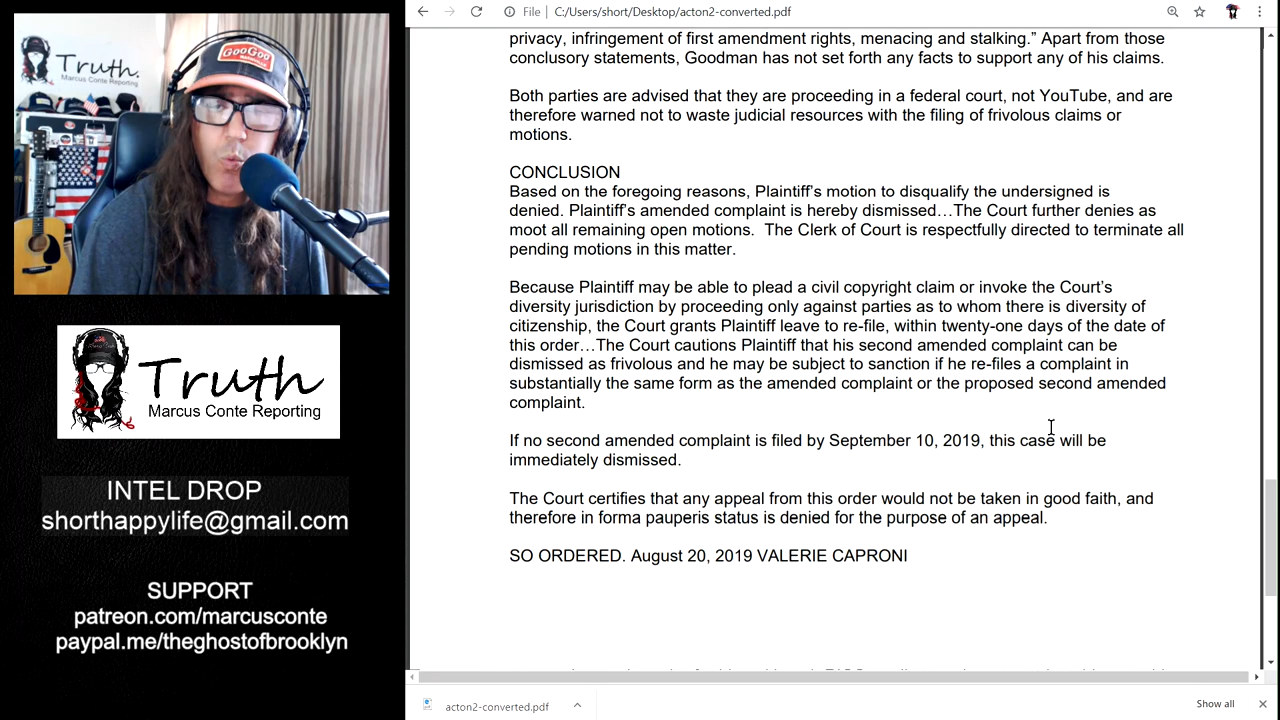 File
C:/Users/short/Desktop/acton2-converted.pdf
Truth.
Marcus Conte Reporting
GooGoo
privacy, infringement of first amendment rights, menacing and stalking.” Apart from those
conclusory statements, Goodman has not set forth any facts to support any of his claims.
Both parties are advised that they are proceeding in a federal court, not YouTube, and are
therefore warned not to waste judicial resources with the filing of frivolous claims or
motions.
CONCLUSION
Based on the foregoing reasons, Plaintiff’s motion to disqualify the undersigned is
denied. Plaintiff’s amended complaint is hereby dismissed…The Court further denies as
moot all remaining open motions.  The Clerk of Court is respectfully directed to terminate all
pending motions in this matter.
Because Plaintiff may be able to plead a civil copyright claim or invoke the Court’s
diversity jurisdiction by proceeding only against parties as to whom there is diversity of
citizenship, the Court grants Plaintiff leave to re-file, within twenty-one days of the date of
this order…The Court cautions Plaintiff that his second amended complaint can be
dismissed as frivolous and he may be subject to sanction if he re-files a complaint in
substantially the same form as the amended complaint or the proposed second amended
complaint.
If no second amended complaint is filed by September 10, 2019, this case will be
immediately dismissed.
The Court certifies that any appeal from this order would not be taken in good faith, and
therefore in forma pauperis status is denied for the purpose of an appeal.
SO ORDERED. August 20, 2019 VALERIE CAPRONI
Truth
Marcus Conte Reporting
INTEL DROP
shorthappylife@gmail.com
SUPPORT
patreon.com/marcusconte
paypal.me/theghostofbrooklyn
acton2-converted.pdf
Show all